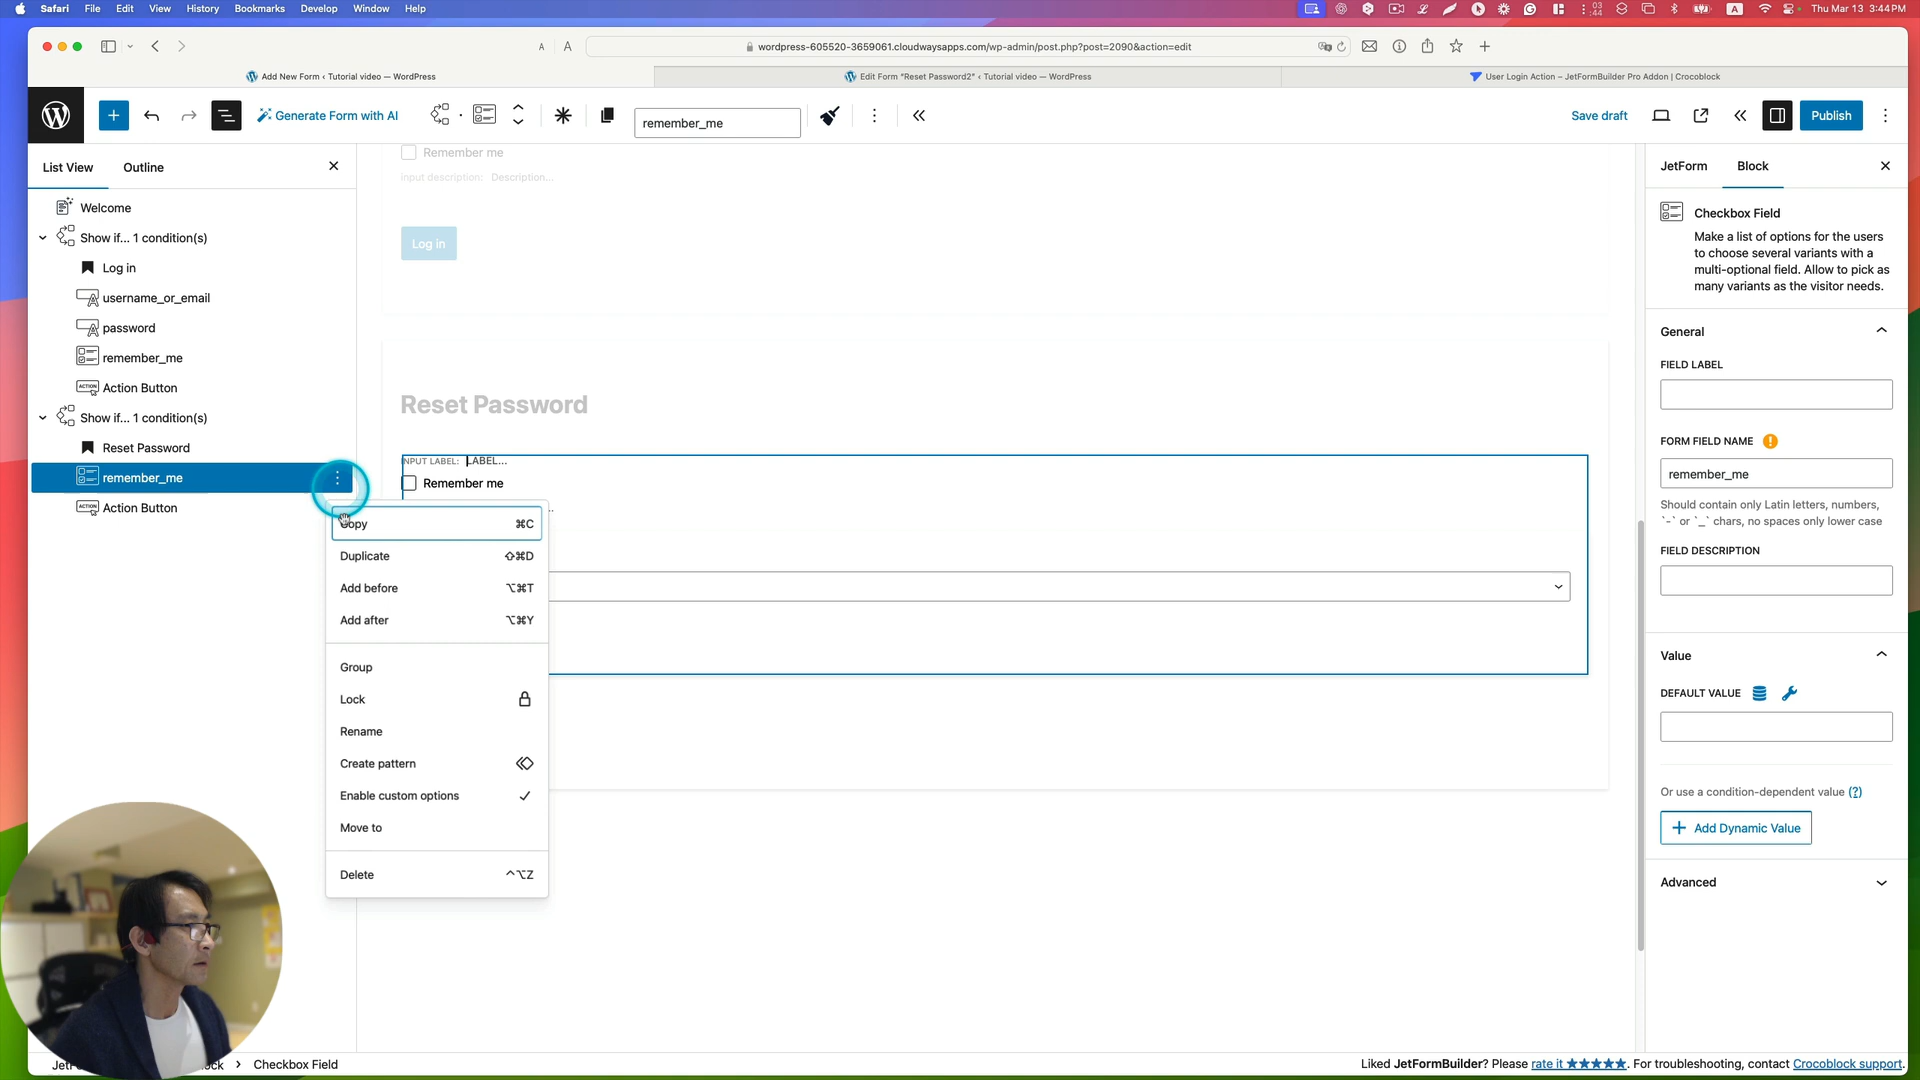 Safari File Edit View History Bookmarks Develop Window Help
03
:44
A
Thu Mar 13 3:44PM
A A
wordpress-605520-3659061.cloudwaysapps.com/wp-admin/post.php?post=2090&action=edit
Add New Form ‹ Tutorial video — WordPress
Edit Form “Reset Password2” ‹ Tutorial video — WordPress
User Login Action – JetFormBuilder Pro Addon | Crocoblock
Generate Form with AI
remember_me
Save draft
Publish
List View
Outline
Welcome
Show if... 1 condition(s)
Log in
username_or_email
password
remember_me
ACTION Action Button
Show if... 1 condition(s)
Reset Password
remember_me
ACTION Action Button
Remember me
input description: Description...
Log in
Reset Password
INPUT LABEL: LABEL...
Remember me
Copy ⌘C
Duplicate ⇧⌘D
Add before ⌥⌘T
Add after ⌥⌘Y
Group
Lock
Rename
Create pattern
Enable custom options
Move to
Delete ^⌥Z
JetForm
Block
Checkbox Field
Make a list of options for the users
to choose several variants with a
multi-optional field. Allow to pick as
many variants as the visitor needs.
General
FIELD LABEL
FORM FIELD NAME
remember_me
Should contain only Latin letters, numbers,
`-` or `_` chars, no spaces only lower case
FIELD DESCRIPTION
Value
DEFAULT VALUE
Or use a condition-dependent value (?)
Add Dynamic Value
Advanced
Checkbox Field
Liked JetFormBuilder? Please rate it ★★★★★. For troubleshooting, contact Crocoblock support.